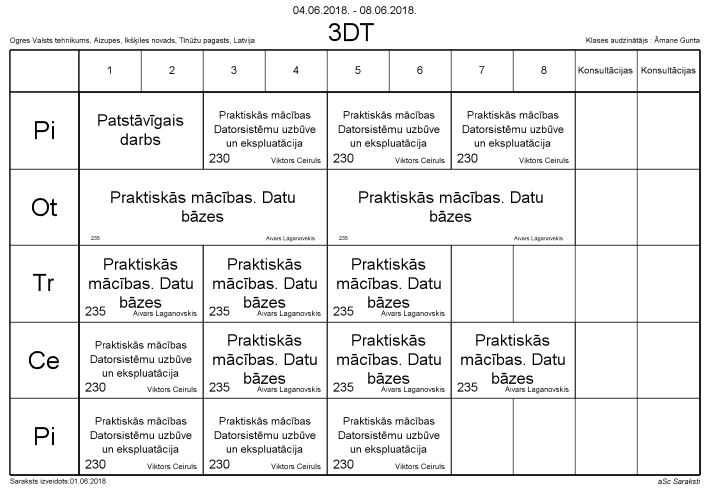 04.06.2018. - 08.06.2018.
3DT
Ogres Valsts tehnikums, Aizupes, Ikšķiles novads, Tīnūžu pagasts, Latvija
Klases audzinātājs : Āmane Gunta
1 2 3 4 5 6 7 8 Konsultācijas Konsultācijas
Pi
Patstāvīgais
darbs
Praktiskās mācības
Datorsistēmu uzbūve
un ekspluatācija
230 Viktors Ceiruls
Praktiskās mācības
Datorsistēmu uzbūve
un ekspluatācija
230 Viktors Ceiruls
Praktiskās mācības
Datorsistēmu uzbūve
un ekspluatācija
230 Viktors Ceiruls
Ot
Praktiskās mācības. Datu
bāzes
235 Aivars Laganovskis
Praktiskās mācības. Datu
bāzes
235 Aivars Laganovskis
Tr
Praktiskās
mācības. Datu
bāzes
235 Aivars Laganovskis
Praktiskās
mācības. Datu
bāzes
235 Aivars Laganovskis
Praktiskās
mācības. Datu
bāzes
235 Aivars Laganovskis
Ce
Praktiskās mācības
Datorsistēmu uzbūve
un ekspluatācija
230 Viktors Ceiruls
Praktiskās
mācības. Datu
bāzes
235 Aivars Laganovskis
Praktiskās
mācības. Datu
bāzes
235 Aivars Laganovskis
Praktiskās
mācības. Datu
bāzes
235 Aivars Laganovskis
Pi
Praktiskās mācības
Datorsistēmu uzbūve
un ekspluatācija
230 Viktors Ceiruls
Praktiskās mācības
Datorsistēmu uzbūve
un ekspluatācija
230 Viktors Ceiruls
Praktiskās mācības
Datorsistēmu uzbūve
un ekspluatācija
230 Viktors Ceiruls
Saraksts izveidots:01.06.2018
aSc Saraksti